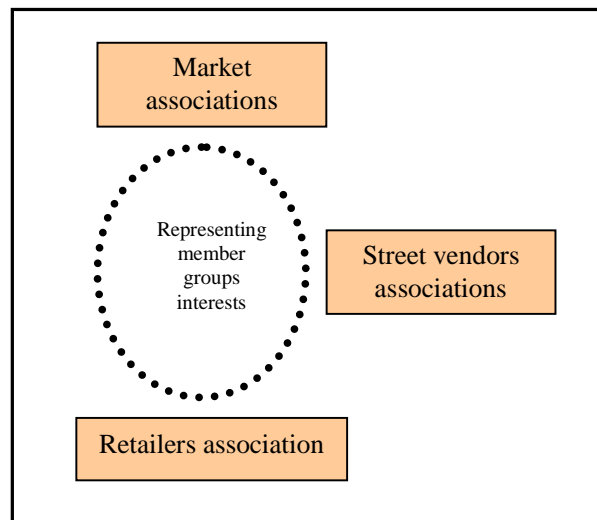 Market
associations
Representing
member
groups
interests
Street vendors
associations
Retailers association